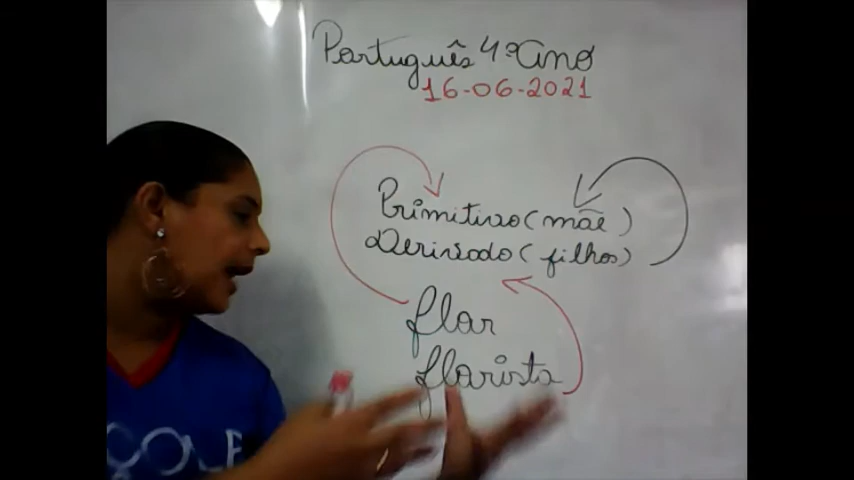 Português 4º Ano
16-06-2021
Primitivo (mãe)
Derivado (filhos)
flor
florista